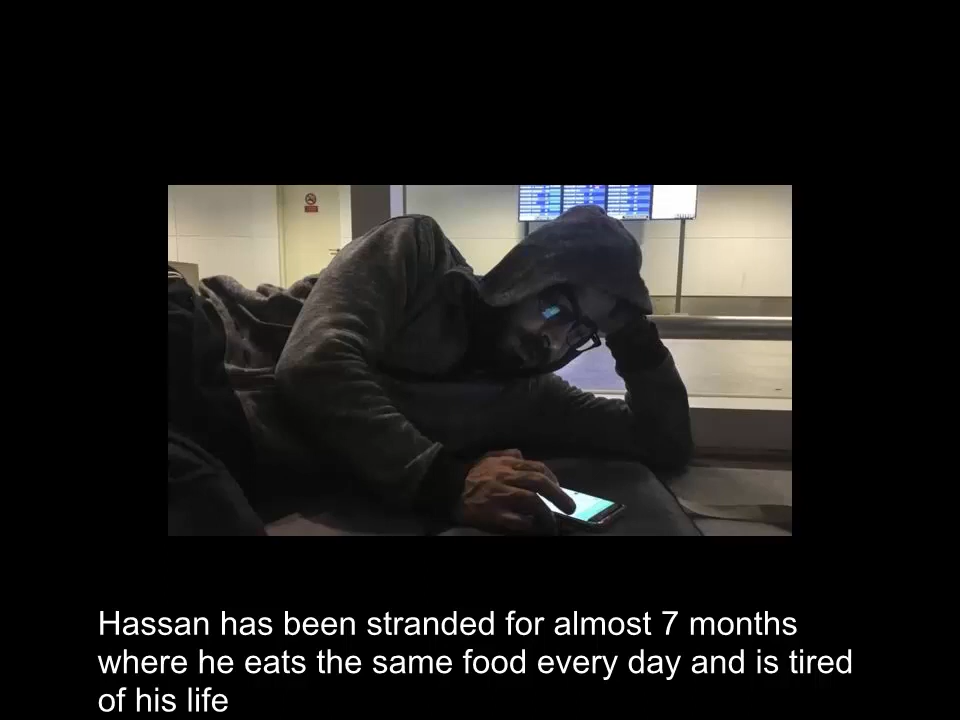 Hassan has been stranded for almost 7 months
where he eats the same food every day and is tired
of his life